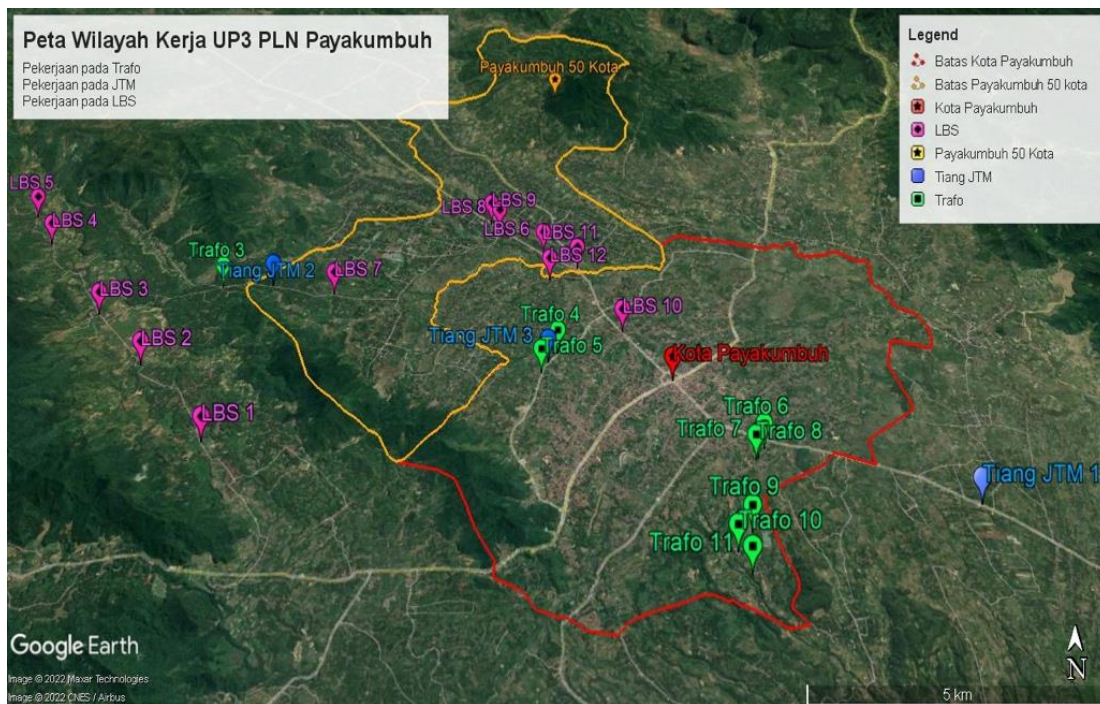 Peta Wilayah Kerja UP3 PLN Payakumbuh
Pekerjaan pada Trafo
Pekerjaan pada JTM
Pekerjaan pada LBS
Legend
Batas Kota Payakumbuh
Batas Payakumbuh 50 kota
Kota Payakumbuh
LBS
Payakumbuh 50 Kota
Tiang JTM
Trafo
Payakumbuh 50 Kota
LBS 5
LBS 4
LBS 8
LBS 9
LBS 6
LBS 11
LBS 12
Trafo 3
Tiang JTM 2
LBS 7
LBS 3
LBS 10
Trafo 4
Tiang JTM 3
Trafo 5
LBS 2
Kota Payakumbuh
LBS 1
Trafo 6
Trafo 7
Trafo 8
Tiang JTM 1
Trafo 9
Trafo 10
Trafo 11
Google Earth
Image © 2022 Maxar Technologies
Image © 2022 CNES / Airbus
N
5 km